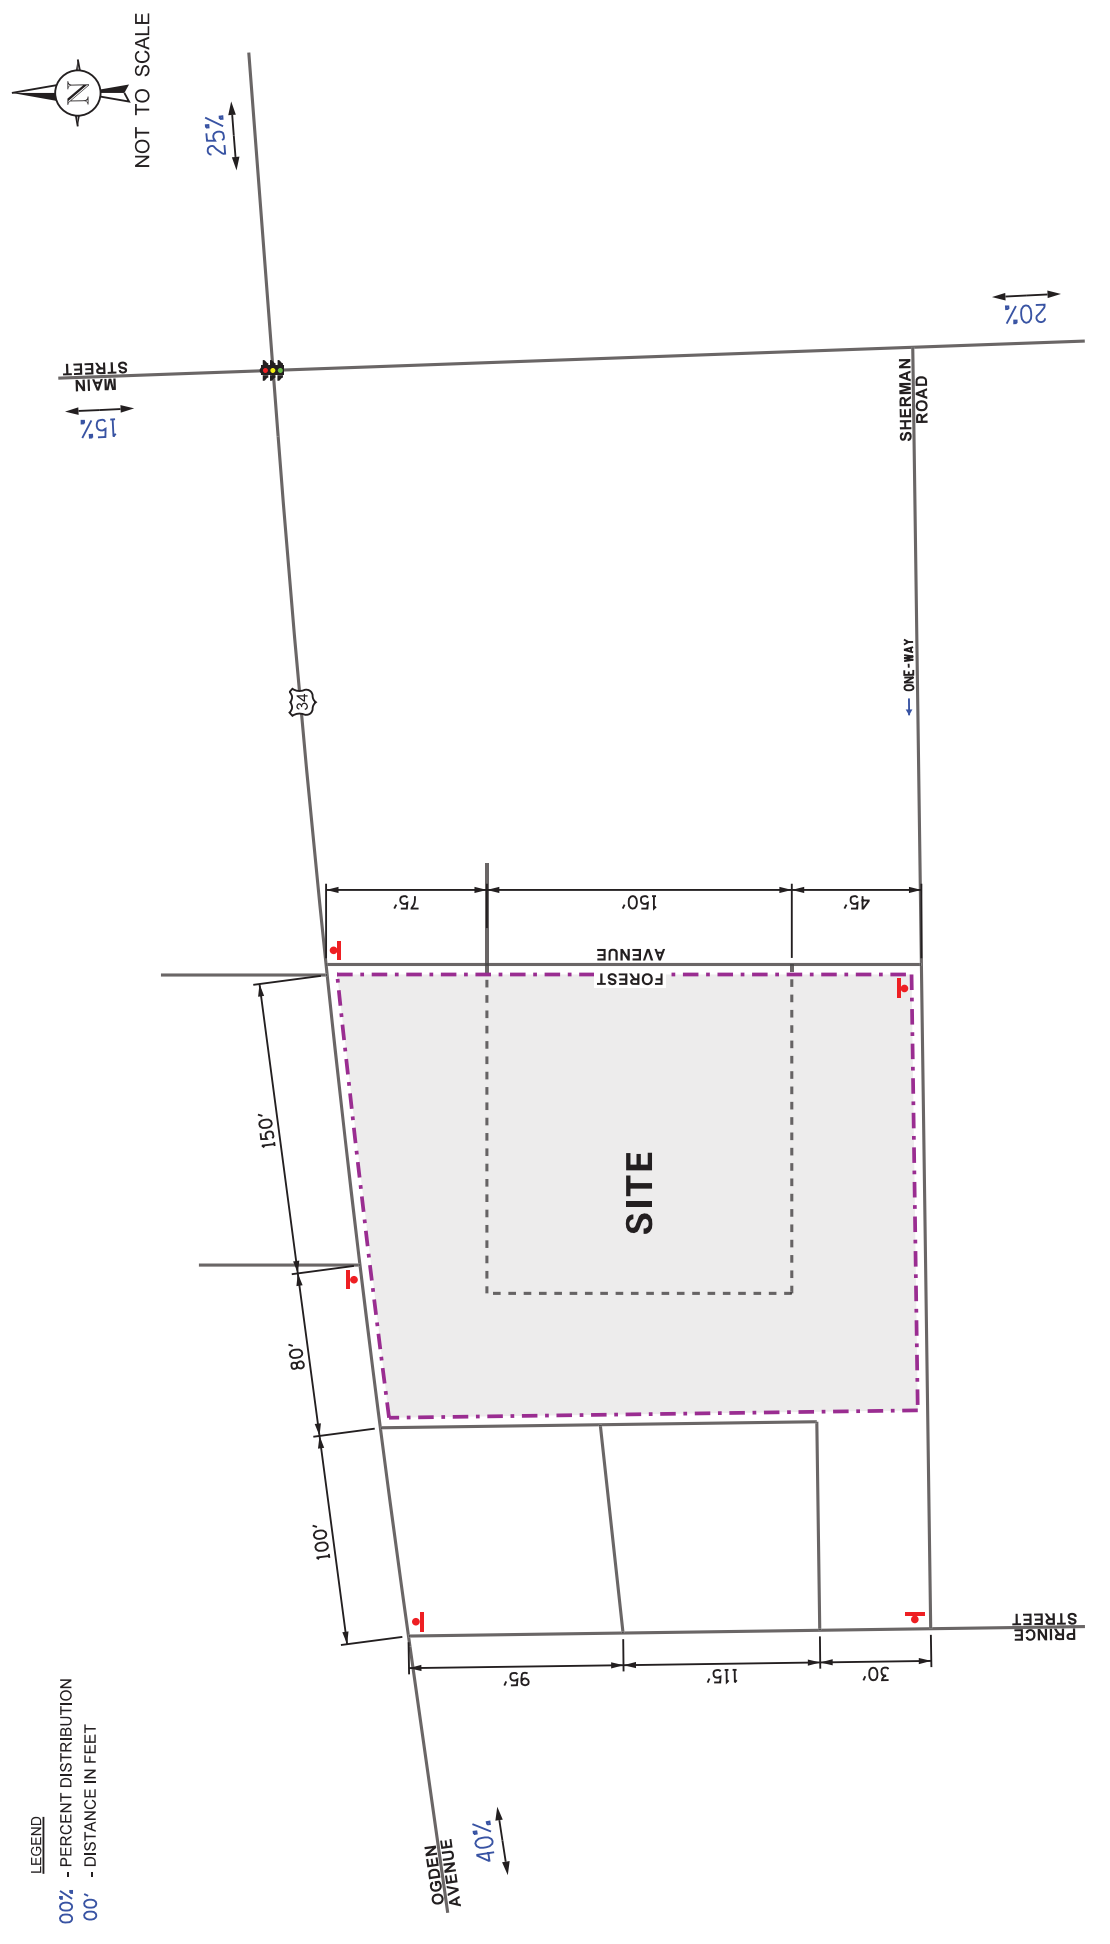 N
NOT TO SCALE
25%
MAIN
STREET
15%
20%
SHERMAN
ROAD
34
ONE-WAY
75'
150'
45'
FOREST
AVENUE
150'
80'
100'
SITE
95'
115'
30'
PRINCE
STREET
OGDEN
AVENUE
40%
LEGEND
00% - PERCENT DISTRIBUTION
00' - DISTANCE IN FEET